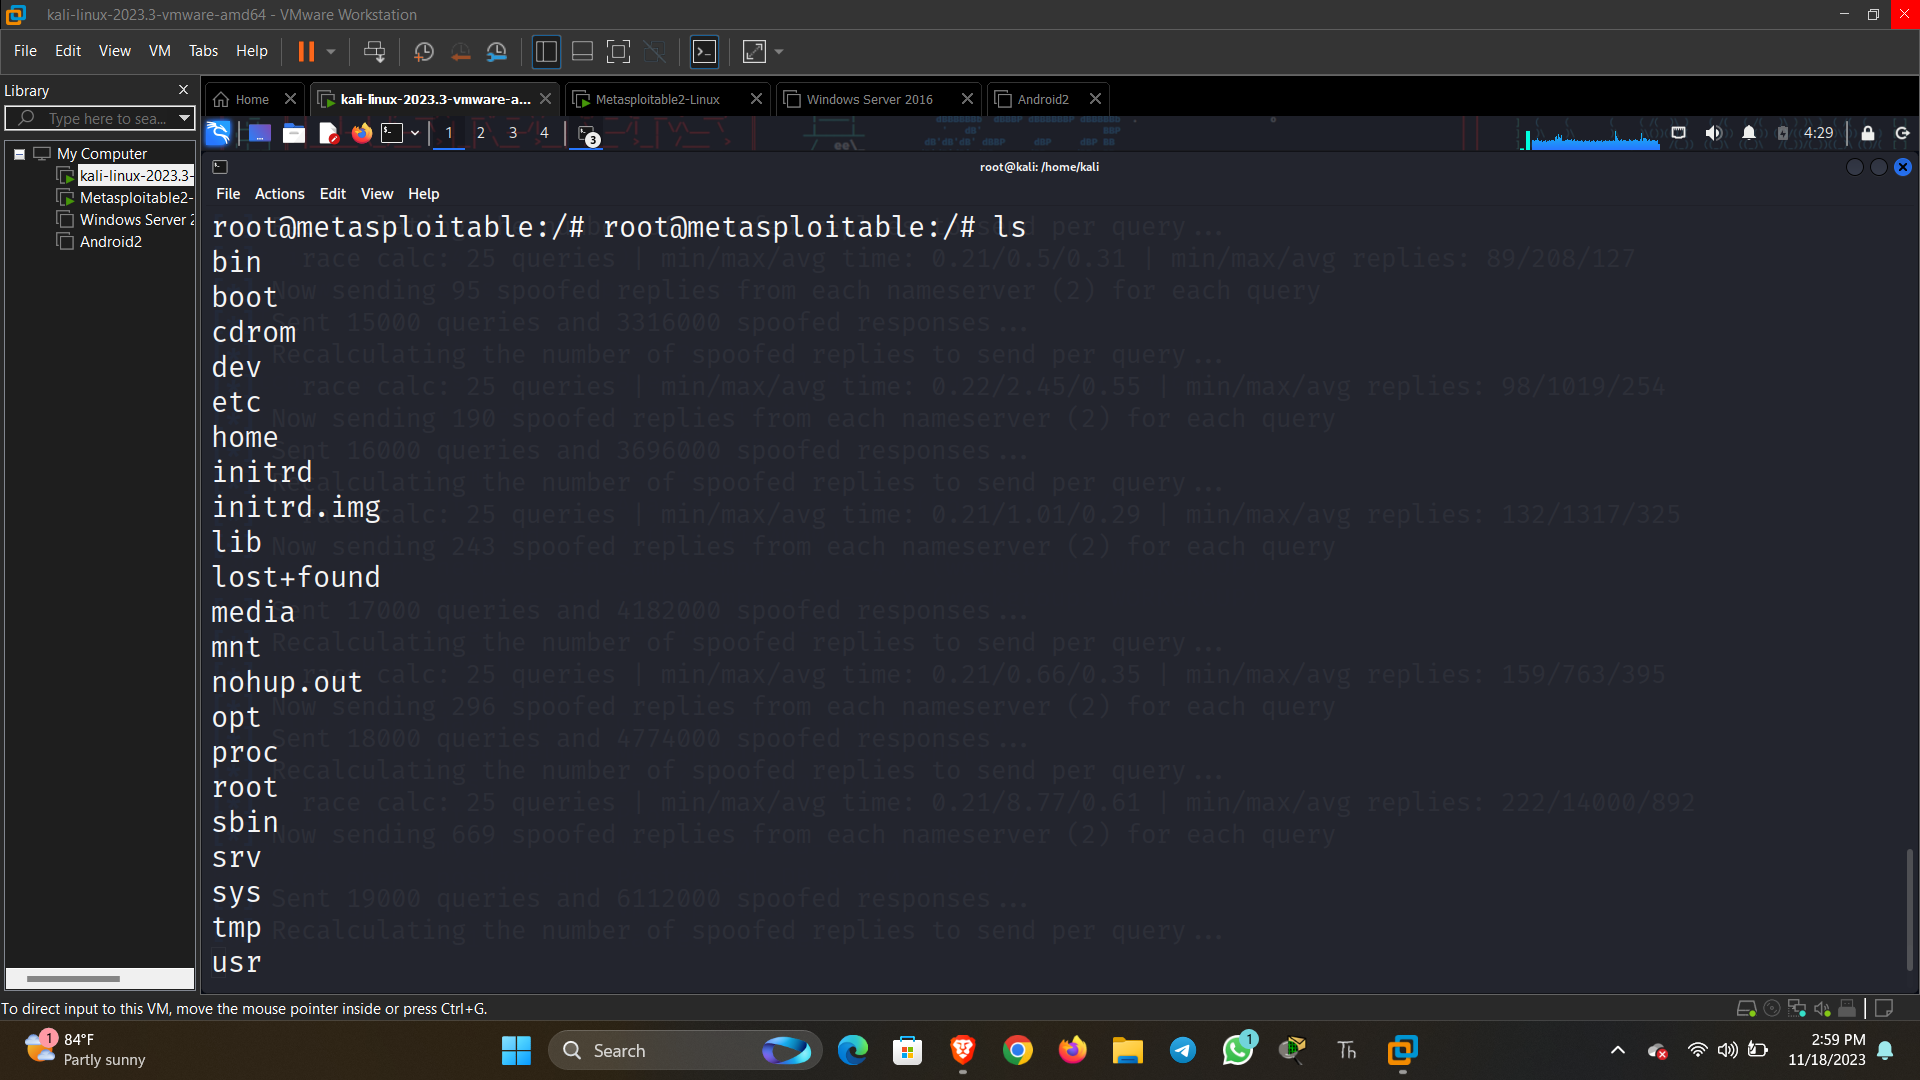 kali-linux-2023.3-vmware-amd64 - VMware Workstation
File Edit View VM Tabs Help
Library
Home
kali-linux-2023.3-vmware-a...
Metasploitable2-Linux
Windows Server 2016
Android2
Type here to sea...
1 2 3 4
3
4:29
My Computer
kali-linux-2023.3-
Metasploitable2-
Windows Server 2
Android2
root@kali: /home/kali
File Actions Edit View Help
root@metasploitable:/# root@metasploitable:/# ls
bin
boot
cdrom
dev
etc
home
initrd
initrd.img
lib
lost+found
media
mnt
nohup.out
opt
proc
root
sbin
srv
sys
tmp
usr
race calc: 25 queries | min/max/avg time: 0.21/0.5/0.31 | min/max/avg replies: 89/208/127
Now sending 95 spoofed replies from each nameserver (2) for each query
Sent 15000 queries and 3316000 spoofed responses...
Recalculating the number of spoofed replies to send per query...
race calc: 25 queries | min/max/avg time: 0.22/2.45/0.55 | min/max/avg replies: 98/1019/254
Now sending 190 spoofed replies from each nameserver (2) for each query
Sent 16000 queries and 3696000 spoofed responses...
Recalculating the number of spoofed replies to send per query...
race calc: 25 queries | min/max/avg time: 0.21/1.01/0.29 | min/max/avg replies: 132/1317/325
Now sending 243 spoofed replies from each nameserver (2) for each query
Sent 17000 queries and 4182000 spoofed responses...
Recalculating the number of spoofed replies to send per query...
race calc: 25 queries | min/max/avg time: 0.21/0.66/0.35 | min/max/avg replies: 159/763/395
Now sending 296 spoofed replies from each nameserver (2) for each query
Sent 18000 queries and 4774000 spoofed responses...
Recalculating the number of spoofed replies to send per query...
race calc: 25 queries | min/max/avg time: 0.21/8.77/0.61 | min/max/avg replies: 222/14000/892
Now sending 669 spoofed replies from each nameserver (2) for each query
Sent 19000 queries and 6112000 spoofed responses...
Recalculating the number of spoofed replies to send per query...
To direct input to this VM, move the mouse pointer inside or press Ctrl+G.
1
84°F
Partly sunny
Search
1
Th
2:59 PM
11/18/2023